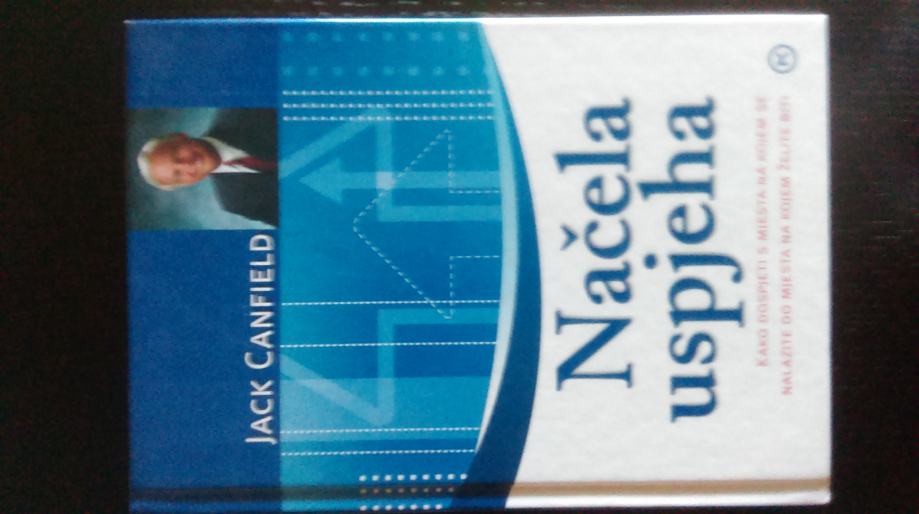 JACK CANFIELD
Načela
uspjeha
KAKO DOSPJETI S MJESTA NA KOJEM SE
NALAZITE DO MJESTA NA KOJEM ŽELITE BITI